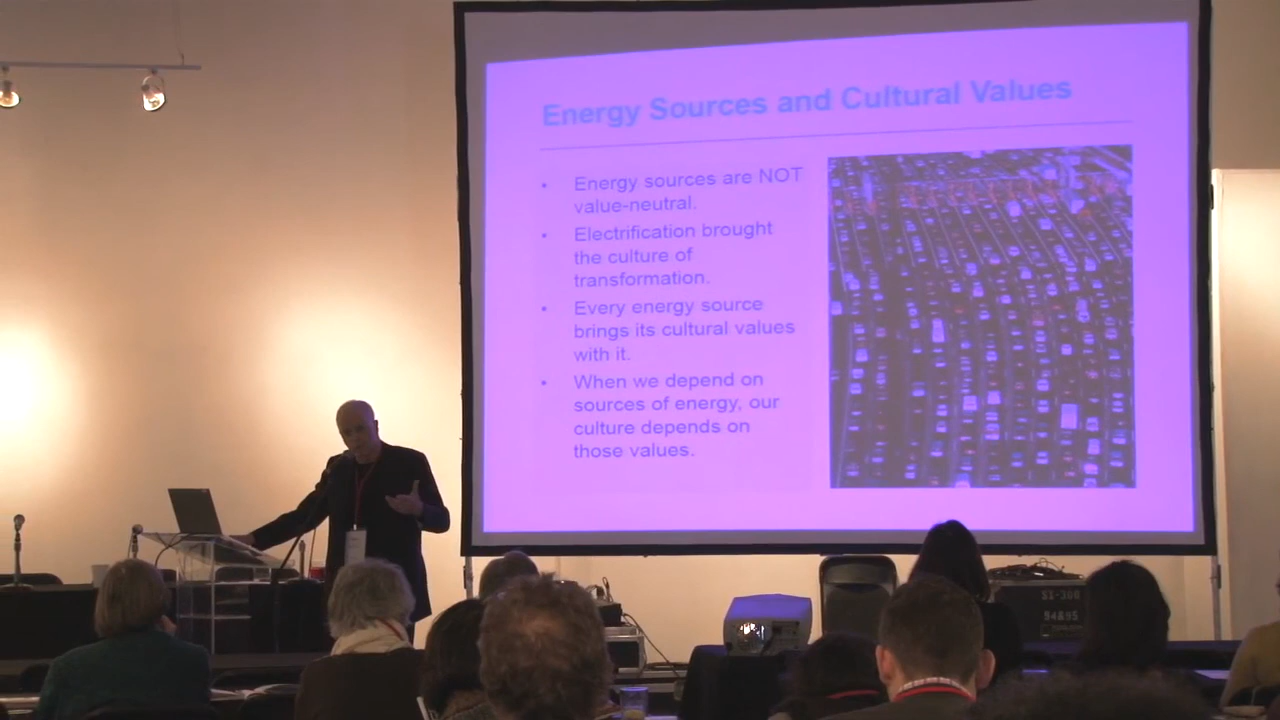 Energy Sources and Cultural Values
• Energy sources are NOT
value-neutral.
• Electrification brought
the culture of
transformation.
• Every energy source
brings its cultural values
with it.
• When we depend on
sources of energy, our
culture depends on
those values.